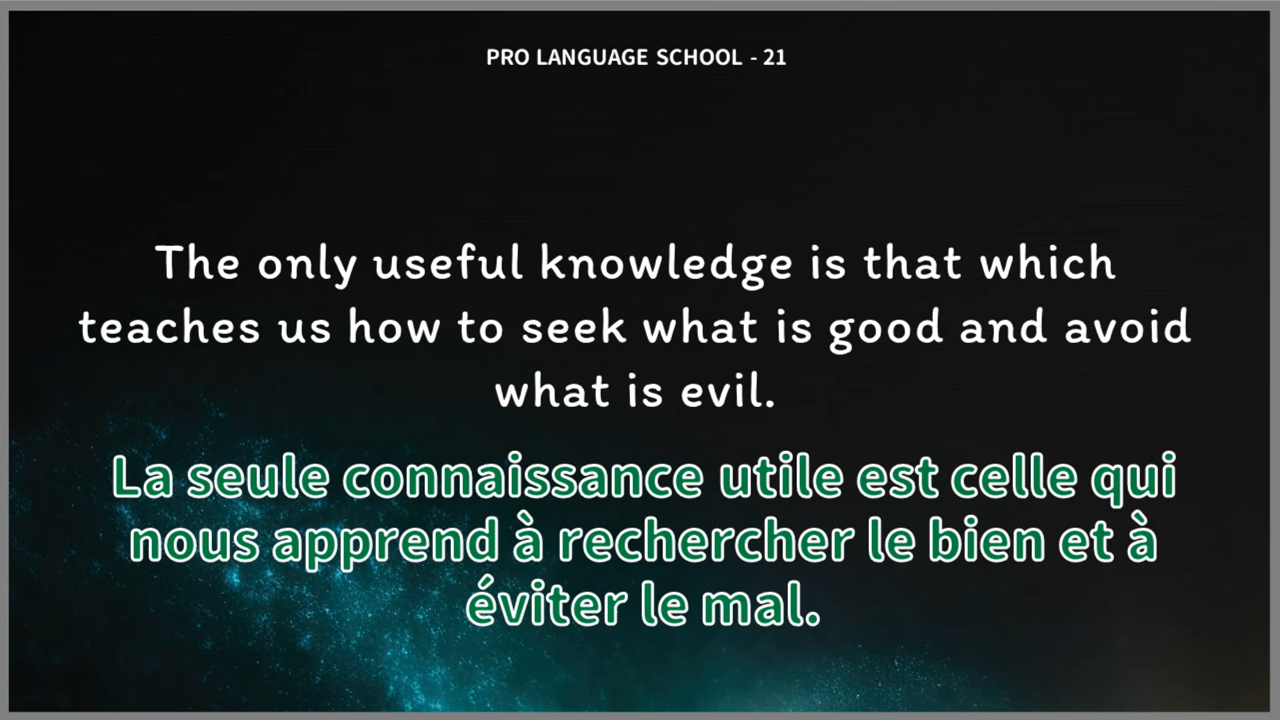 PRO LANGUAGE SCHOOL - 21
The only useful knowledge is that which
teaches us how to seek what is good and avoid
what is evil.
La seule connaissance utile est celle qui
nous apprend à rechercher le bien et à
éviter le mal.